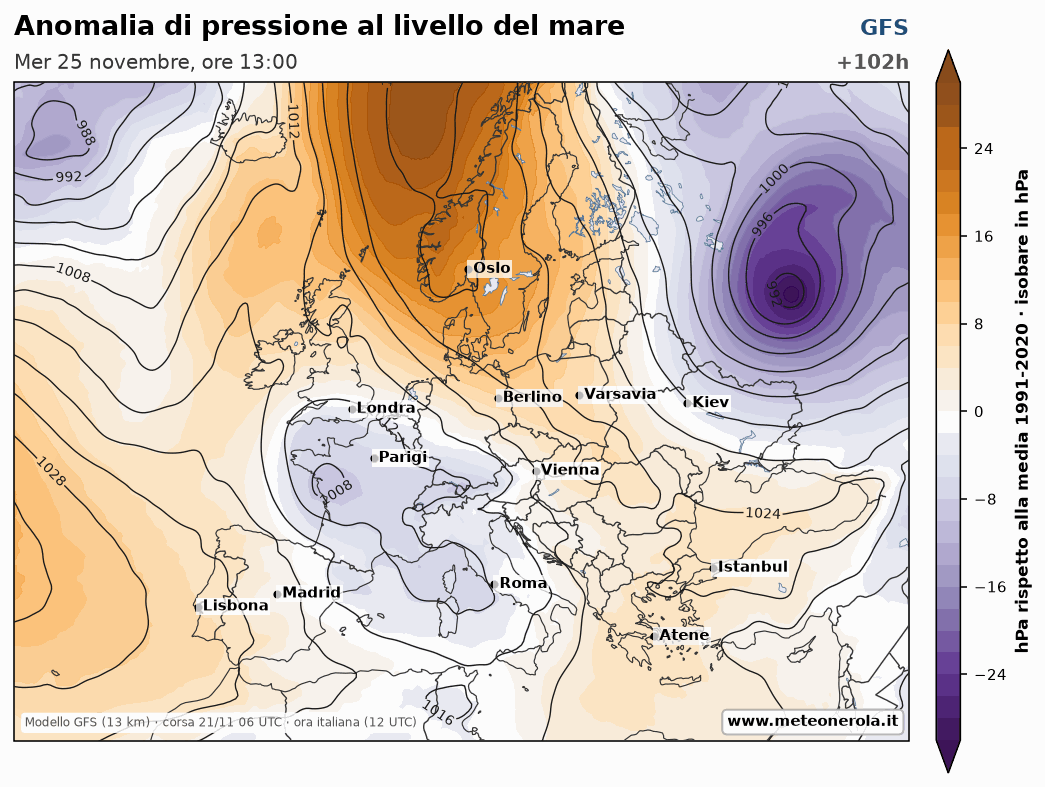 Anomalia di pressione al livello del mare
GFS
Mer 25 novembre, ore 13:00
+102h
988
1012
992
1000
996
992
1008
Oslo
24
16
8
0
−8
−16
−24
hPa rispetto alla media 1991-2020 · isobare in hPa
Berlino
Varsavia
Kiev
Londra
Parigi
Vienna
1028
1008
1024
Istanbul
Roma
Madrid
Lisbona
Atene
1016
Modello GFS (13 km) · corsa 21/11 06 UTC · ora italiana (12 UTC)
www.meteonerola.it